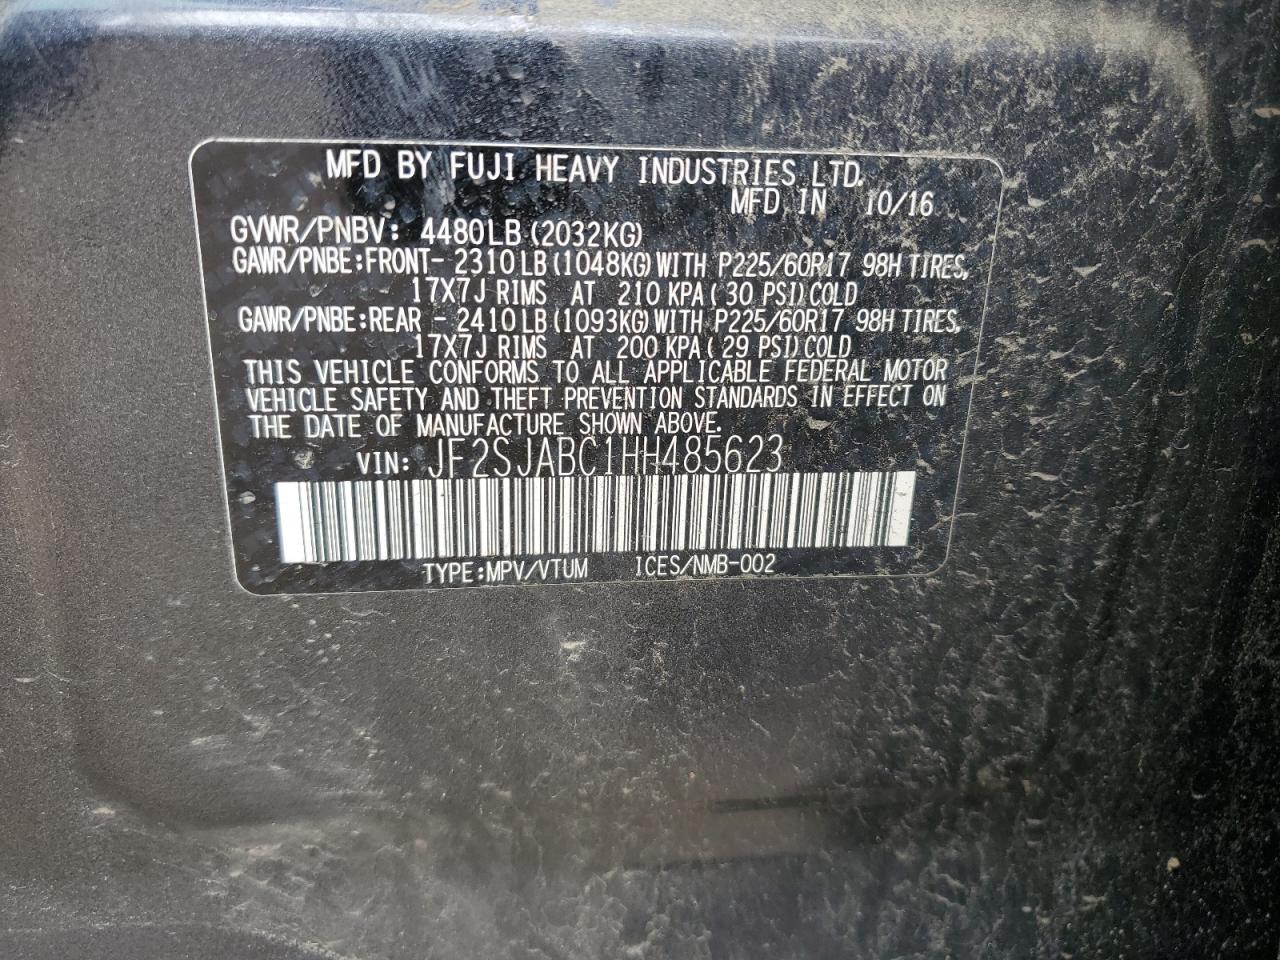 MFD BY FUJI HEAVY INDUSTRIES LTD.
MFD IN 10/16
GVWR/PNBV: 4480LB (2032KG)
GAWR/PNBE:FRONT- 2310LB (1048KG) WITH P225/60R17 98H TIRES,
17X7J RIMS AT 210 KPA ( 30 PSI) COLD
GAWR/PNBE:REAR - 2410LB (1093KG) WITH P225/60R17 98H TIRES,
17X7J RIMS AT 200 KPA ( 29 PSI) COLD
THIS VEHICLE CONFORMS TO ALL APPLICABLE FEDERAL MOTOR
VEHICLE SAFETY AND THEFT PREVENTION STANDARDS IN EFFECT ON
THE DATE OF MANUFACTURE SHOWN ABOVE.
VIN: JF2SJABC1HH485623
TYPE:MPV/VTUM ICES/NMB-002